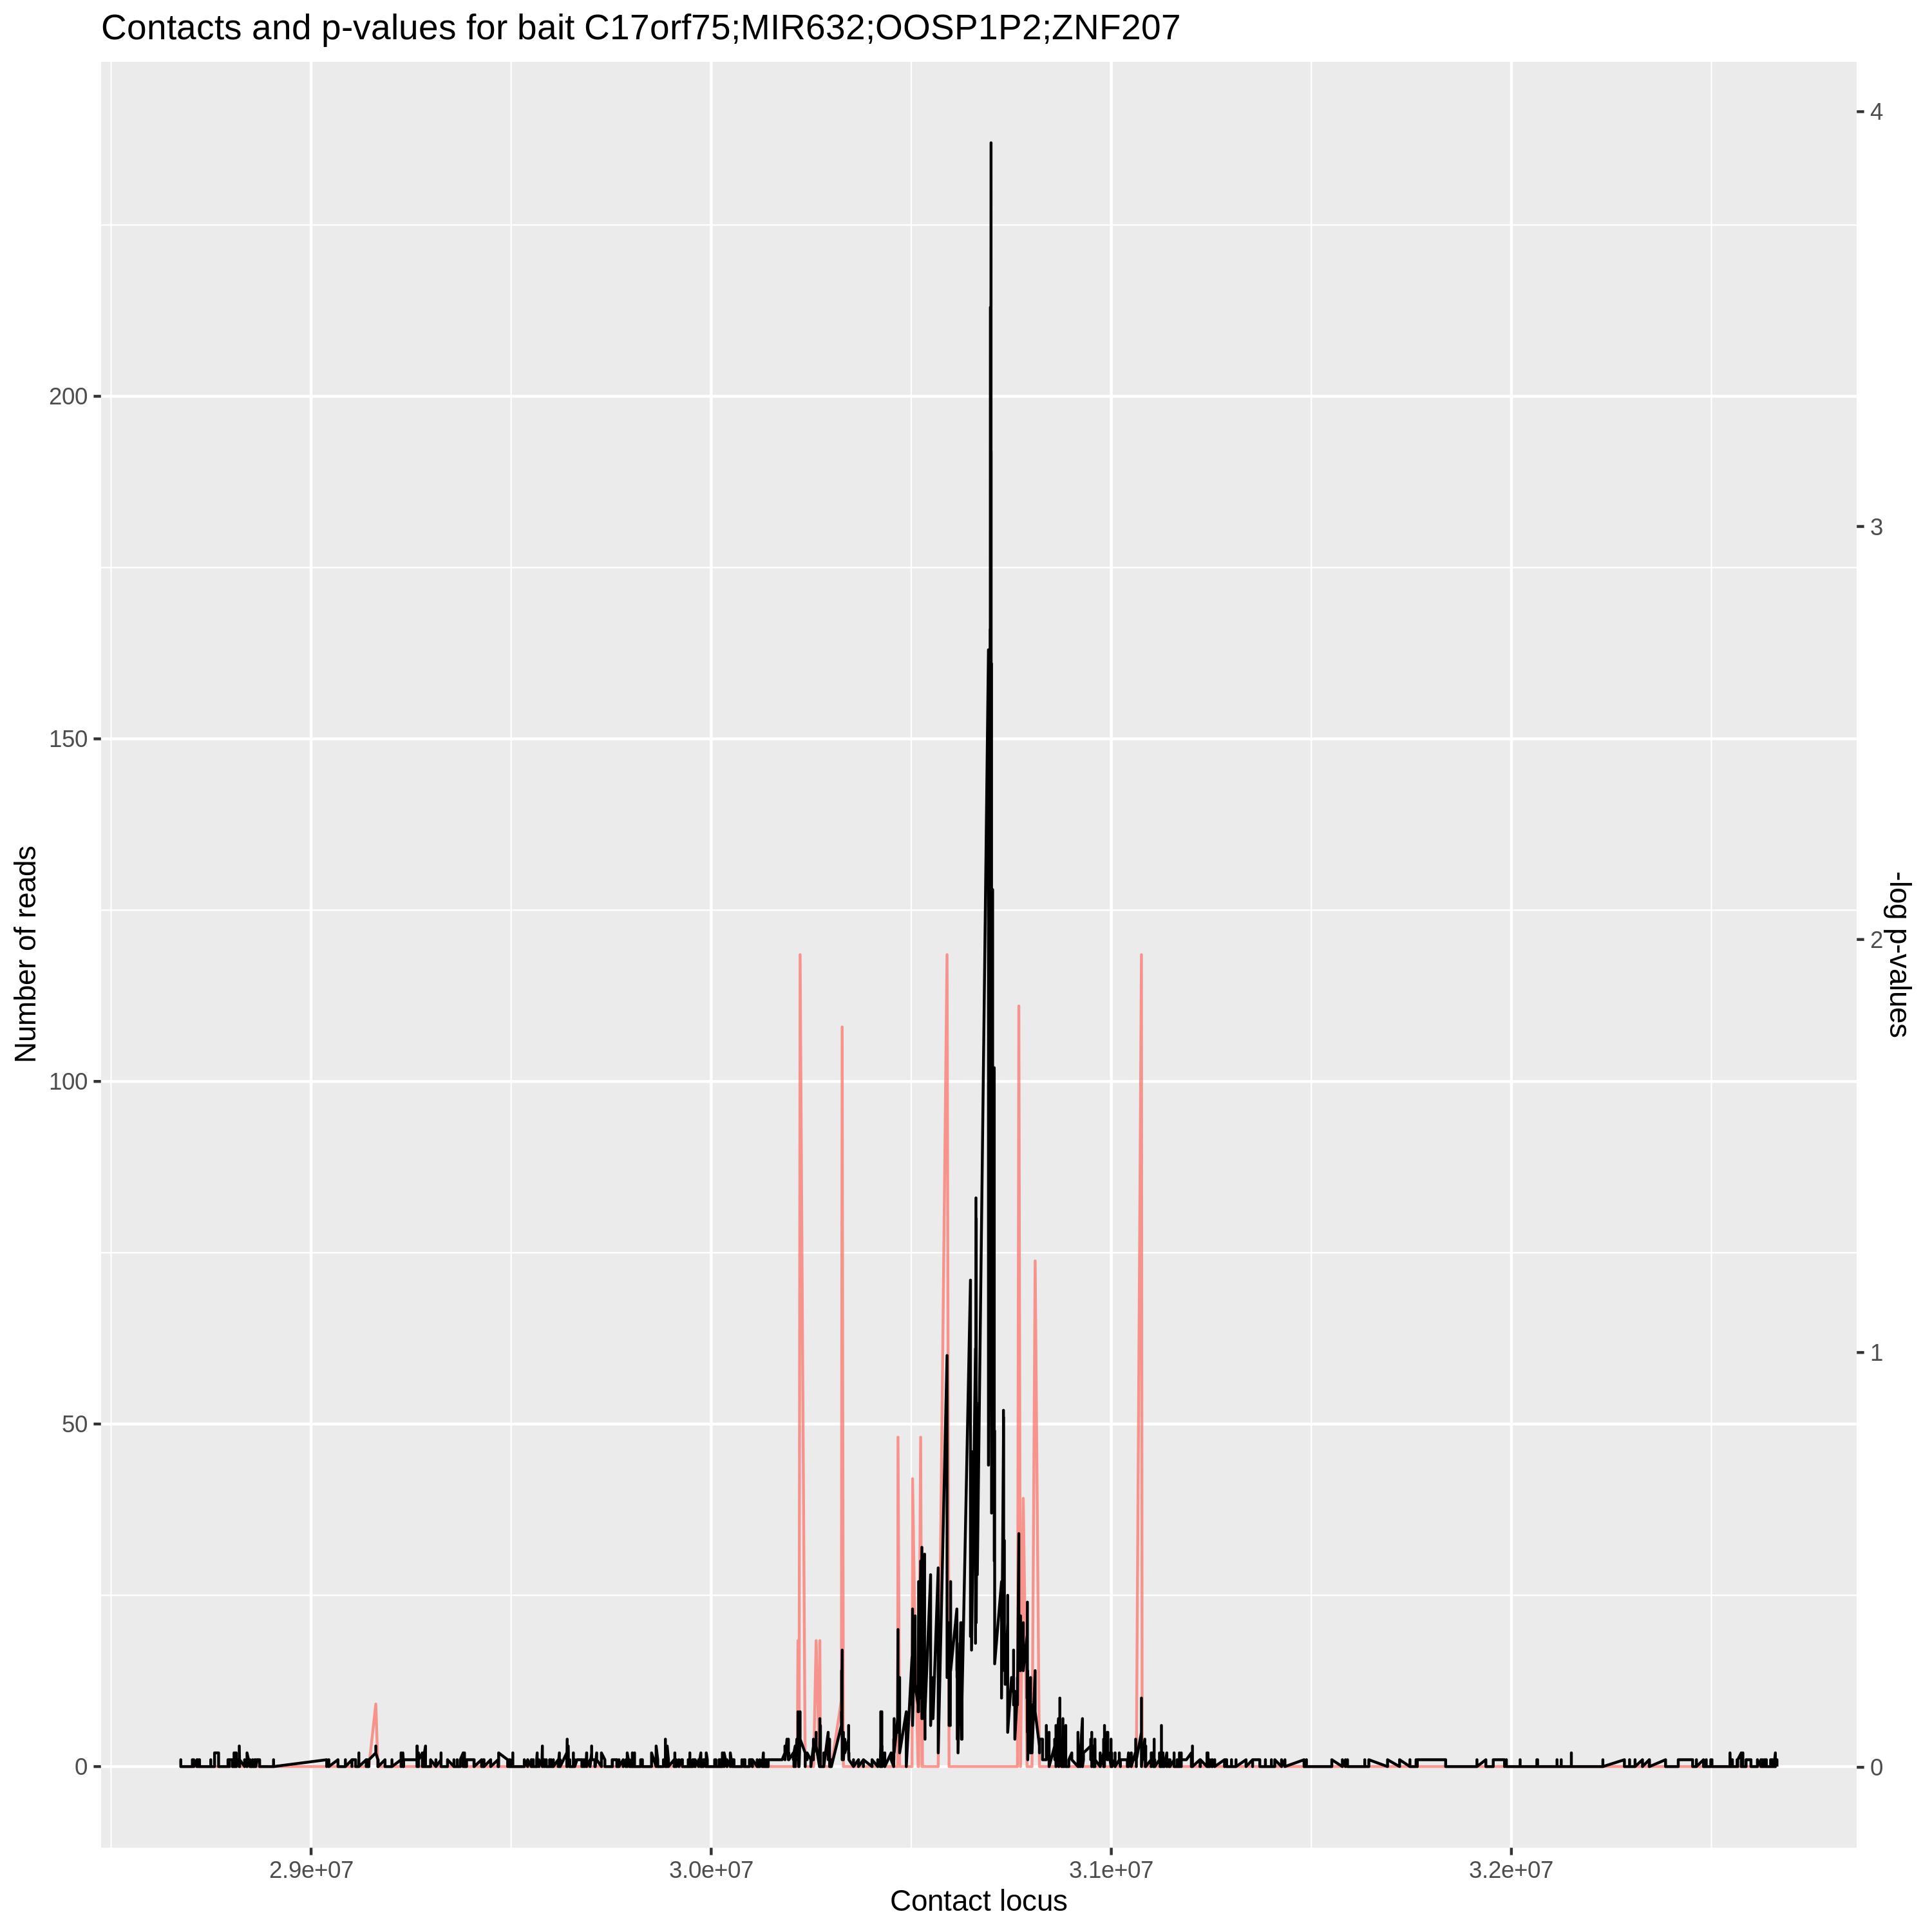 Contacts and p-values for bait C17orf75;MIR632;OOSP1P2;ZNF207
Number of reads
200
150
100
50
0
4
3
2
1
0
-log p-values
2.9e+07
3.0e+07
3.1e+07
3.2e+07
Contact locus